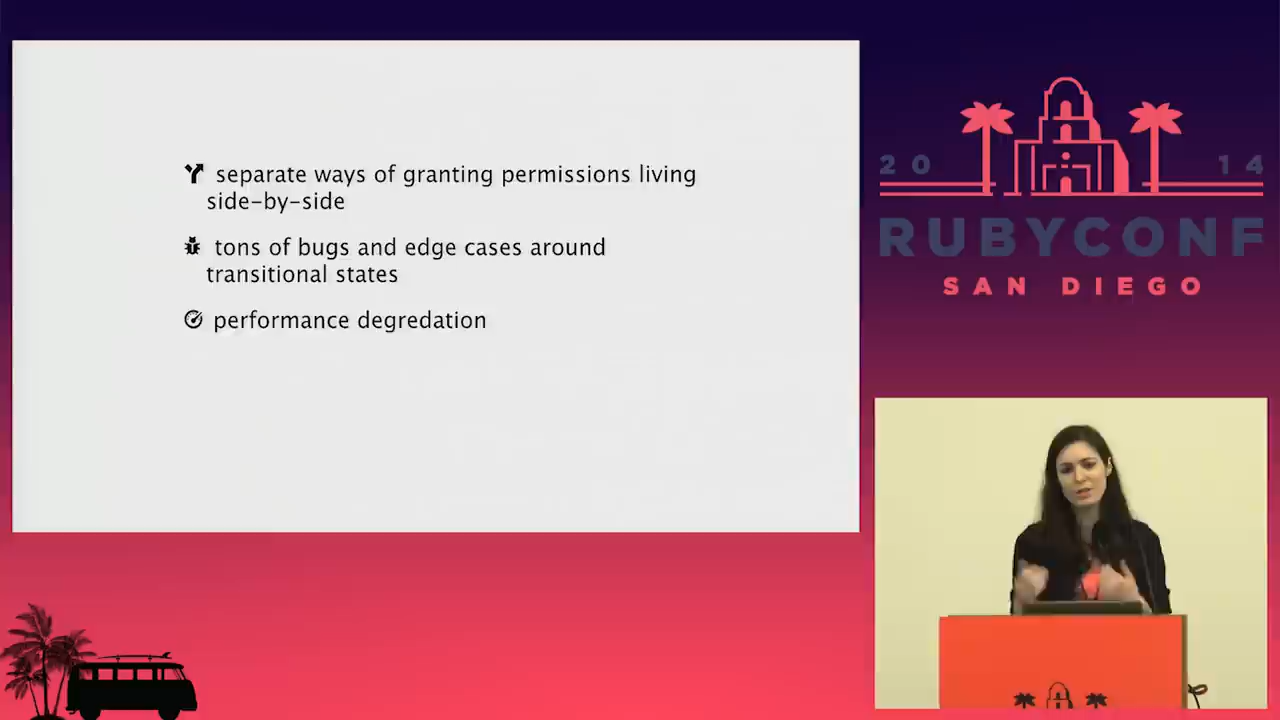 separate ways of granting permissions living
side-by-side
tons of bugs and edge cases around
transitional states
performance degredation
20 14
RUBYCONF
SAN DIEGO